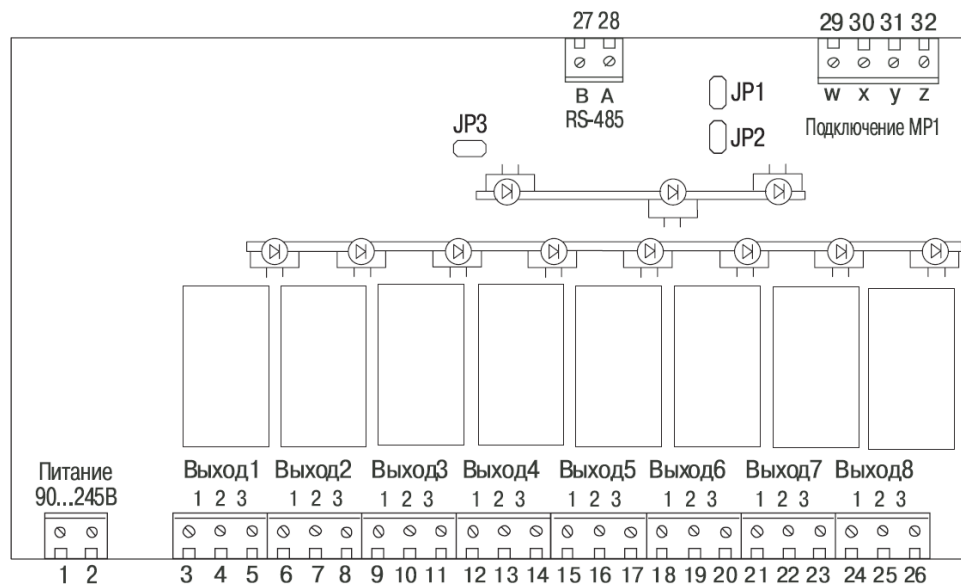 27 28
29 30 31 32
B A
RS-485
w x y z
Подключение МР1
JP1
JP2
JP3
Питание
90...245В
Выход1 Выход2 Выход3 Выход4 Выход5 Выход6 Выход7 Выход8
1 2 3 1 2 3 1 2 3 1 2 3 1 2 3 1 2 3 1 2 3 1 2 3
1 2 3 4 5 6 7 8 9 10 11 12 13 14 15 16 17 18 19 20 21 22 23 24 25 26